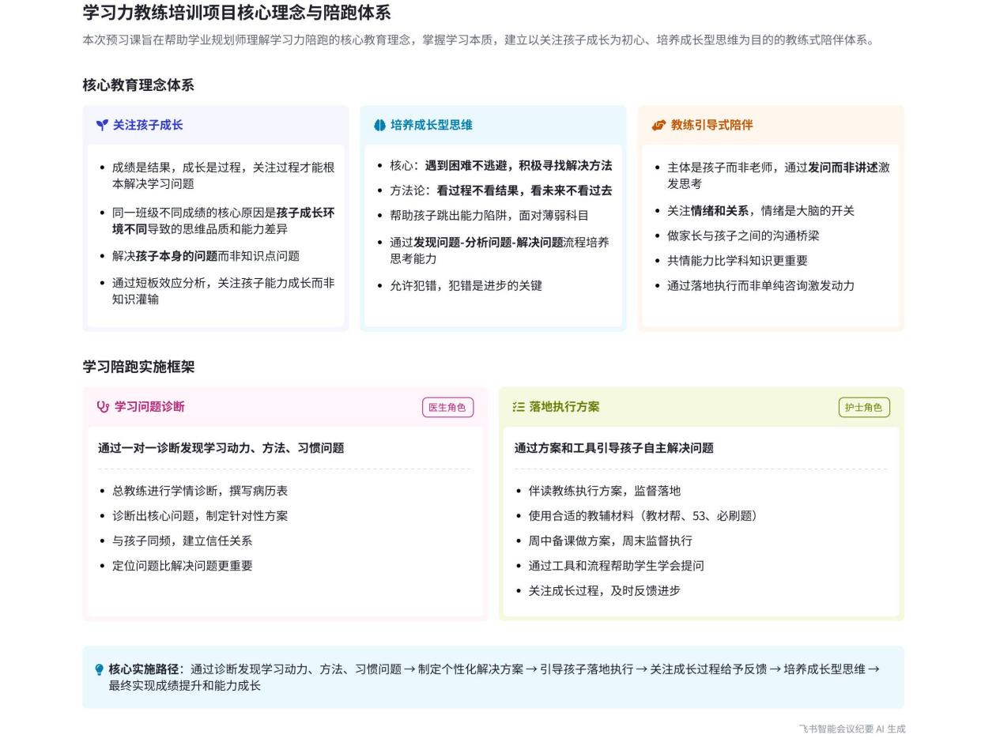 学习力教练培训项目核心理念与陪跑体系
本次预习课旨在帮助学业规划师理解学习力陪跑的核心教育理念，掌握学习本质，建立以关注孩子成长为初心、培养成长型思维为目的的教练式陪伴体系。
核心教育理念体系
关注孩子成长
• 成绩是结果，成长是过程，关注过程才能根
本解决学习问题
• 同一班级不同成绩的核心原因是孩子成长环
境不同导致的思维品质和能力差异
• 解决孩子本身的问题而非知识点问题
• 通过短板效应分析，关注孩子能力成长而非
知识灌输
培养成长型思维
• 核心：遇到困难不逃避，积极寻找解决方法
• 方法论：看过程不看结果，看未来不看过去
• 帮助孩子跳出能力陷阱，面对薄弱科目
• 通过发现问题-分析问题-解决问题流程培养
思考能力
• 允许犯错，犯错是进步的关键
教练引导式陪伴
• 主体是孩子而非老师，通过发问而非讲述激
发思考
• 关注情绪和关系，情绪是大脑的开关
• 做家长与孩子之间的沟通桥梁
• 共情能力比学科知识更重要
• 通过落地执行而非单纯咨询激发动力
学习陪跑实施框架
学习问题诊断
医生角色
通过一对一诊断发现学习动力、方法、习惯问题
• 总教练进行学情诊断，撰写病历表
• 诊断出核心问题，制定针对性方案
• 与孩子同频，建立信任关系
• 定位问题比解决问题更重要
落地执行方案
护士角色
通过方案和工具引导孩子自主解决问题
• 伴读教练执行方案，监督落地
• 使用合适的教辅材料（教材帮、53、必刷题）
• 周中备课做方案，周末监督执行
• 通过工具和流程帮助学生学会提问
• 关注成长过程，及时反馈进步
核心实施路径：通过诊断发现学习动力、方法、习惯问题 → 制定个性化解决方案 → 引导孩子落地执行 → 关注成长过程给予反馈 → 培养成长型思维 →
最终实现成绩提升和能力成长
飞书智能会议纪要 AI 生成